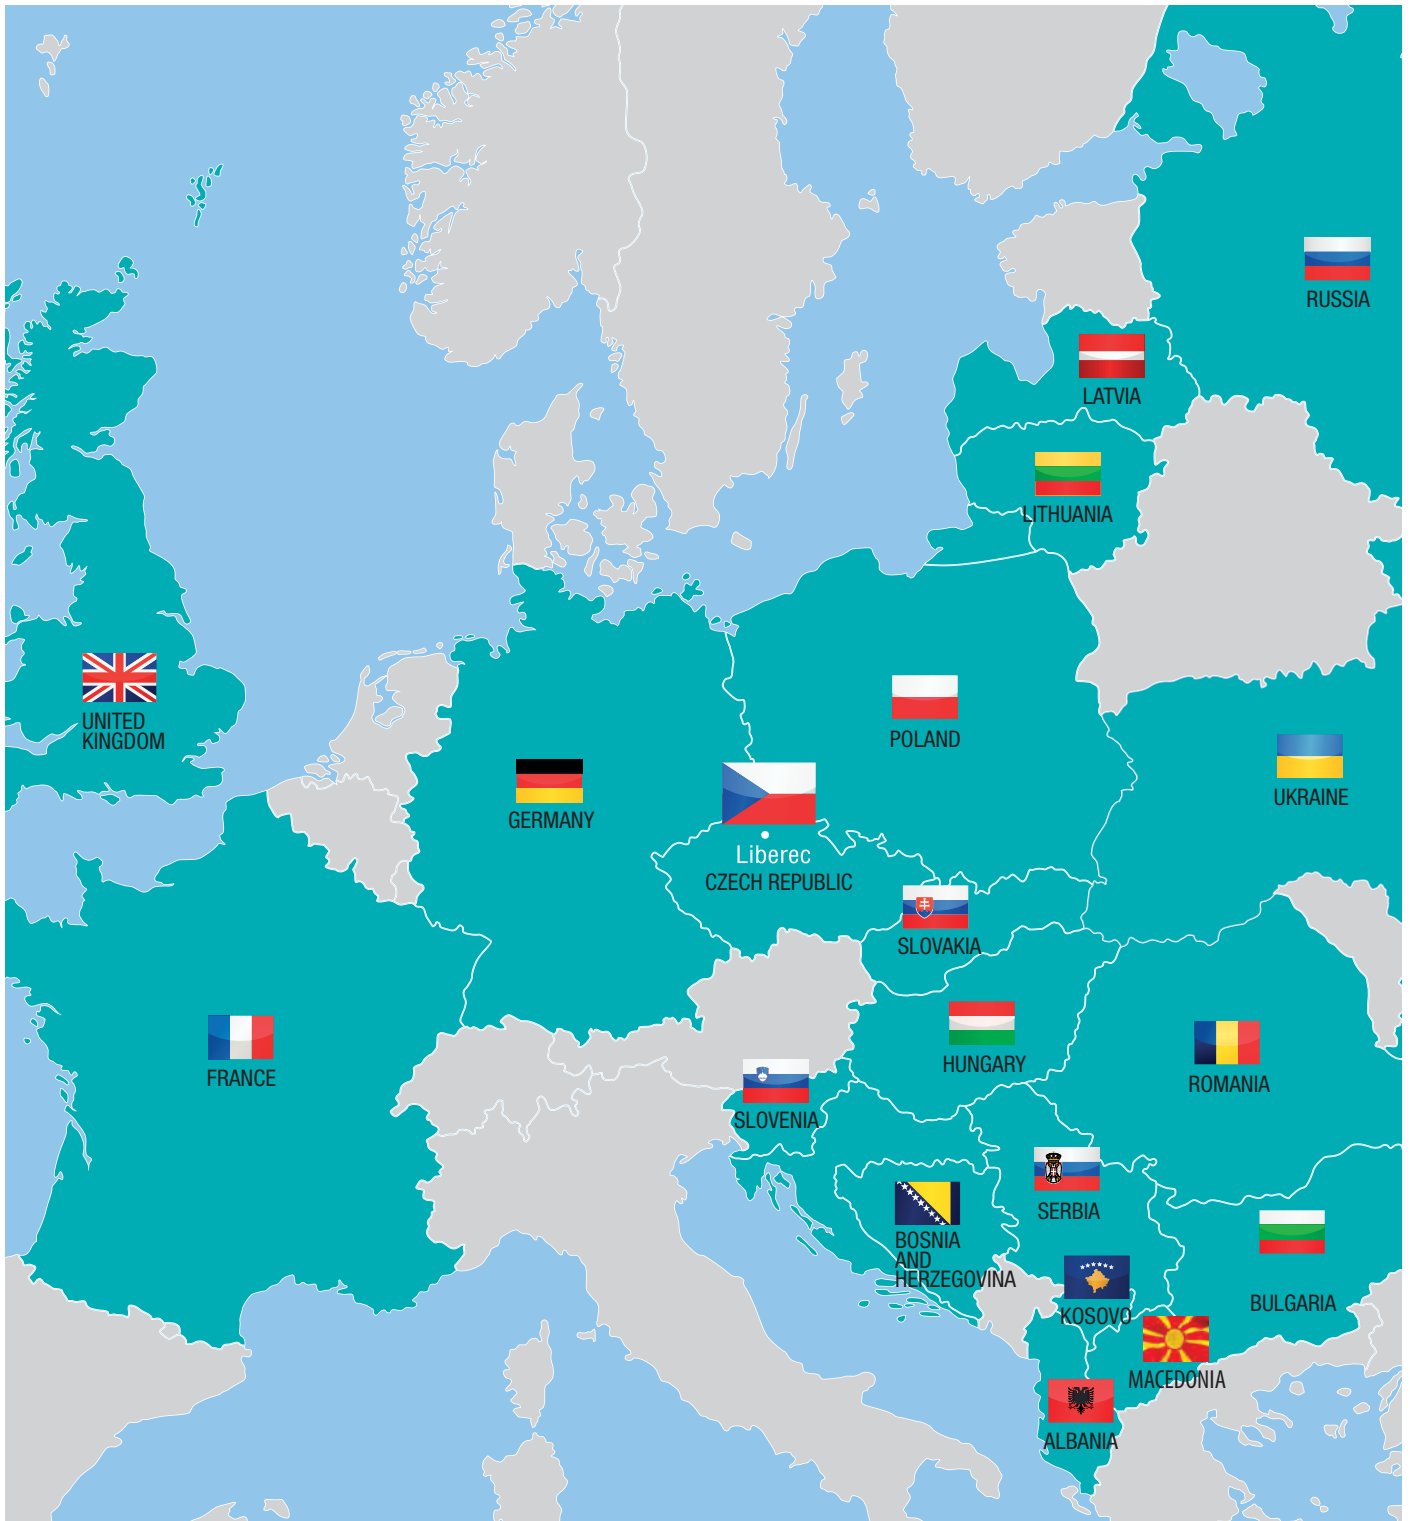 RUSSIA
LATVIA
LITHUANIA
UNITED
KINGDOM
POLAND
UKRAINE
GERMANY
Liberec
CZECH REPUBLIC
SLOVAKIA
FRANCE
HUNGARY
ROMANIA
SLOVENIA
SERBIA
BOSNIA
AND
HERZEGOVINA
KOSOVO
BULGARIA
MACEDONIA
ALBANIA